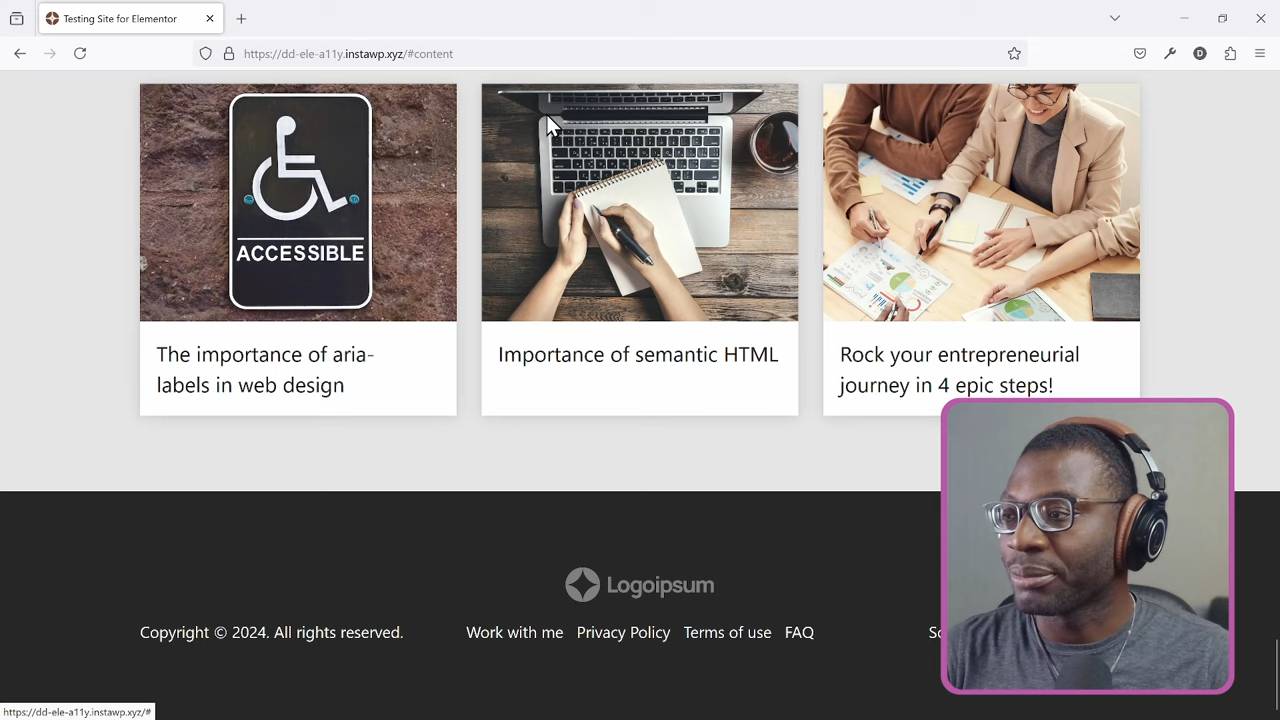 Testing Site for Elementor
https://dd-ele-a11y.instawp.xyz/#content
D
ACCESSIBLE
The importance of aria-
labels in web design
Importance of semantic HTML
Rock your entrepreneurial
journey in 4 epic steps!
Logoipsum
Copyright © 2024. All rights reserved.
Work with me Privacy Policy Terms of use FAQ
https://dd-ele-a11y.instawp.xyz/#